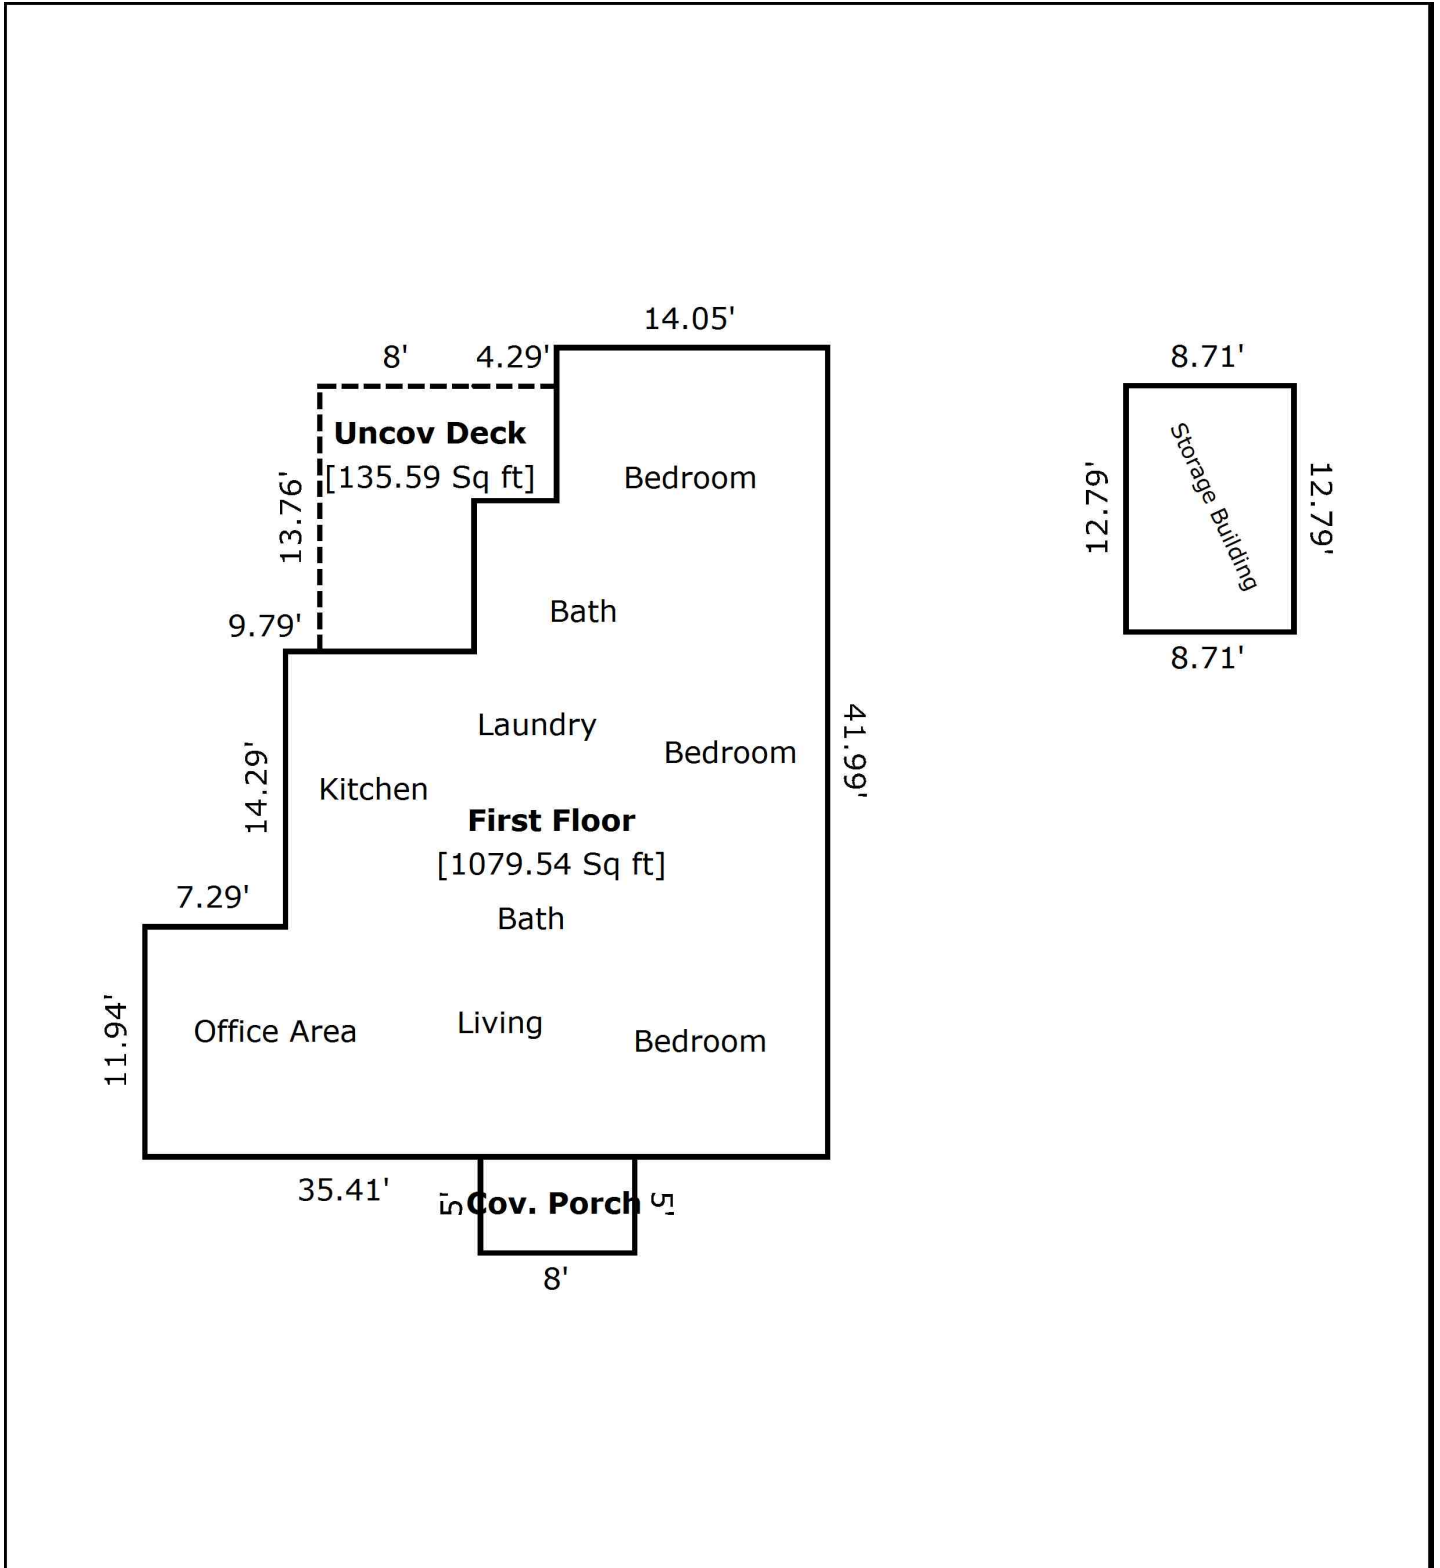 14.05'
8'
4.29'
8.71'
Uncov Deck
[135.59 Sq ft]
Bedroom
13.76'
12.79'
Storage Building
12.79'
Bath
9.79'
8.71'
Laundry
Bedroom
41.99'
14.29'
Kitchen
First Floor
[1079.54 Sq ft]
7.29'
Bath
11.94'
Office Area
Living
Bedroom
35.41'
5'
Cov. Porch
5'
8'